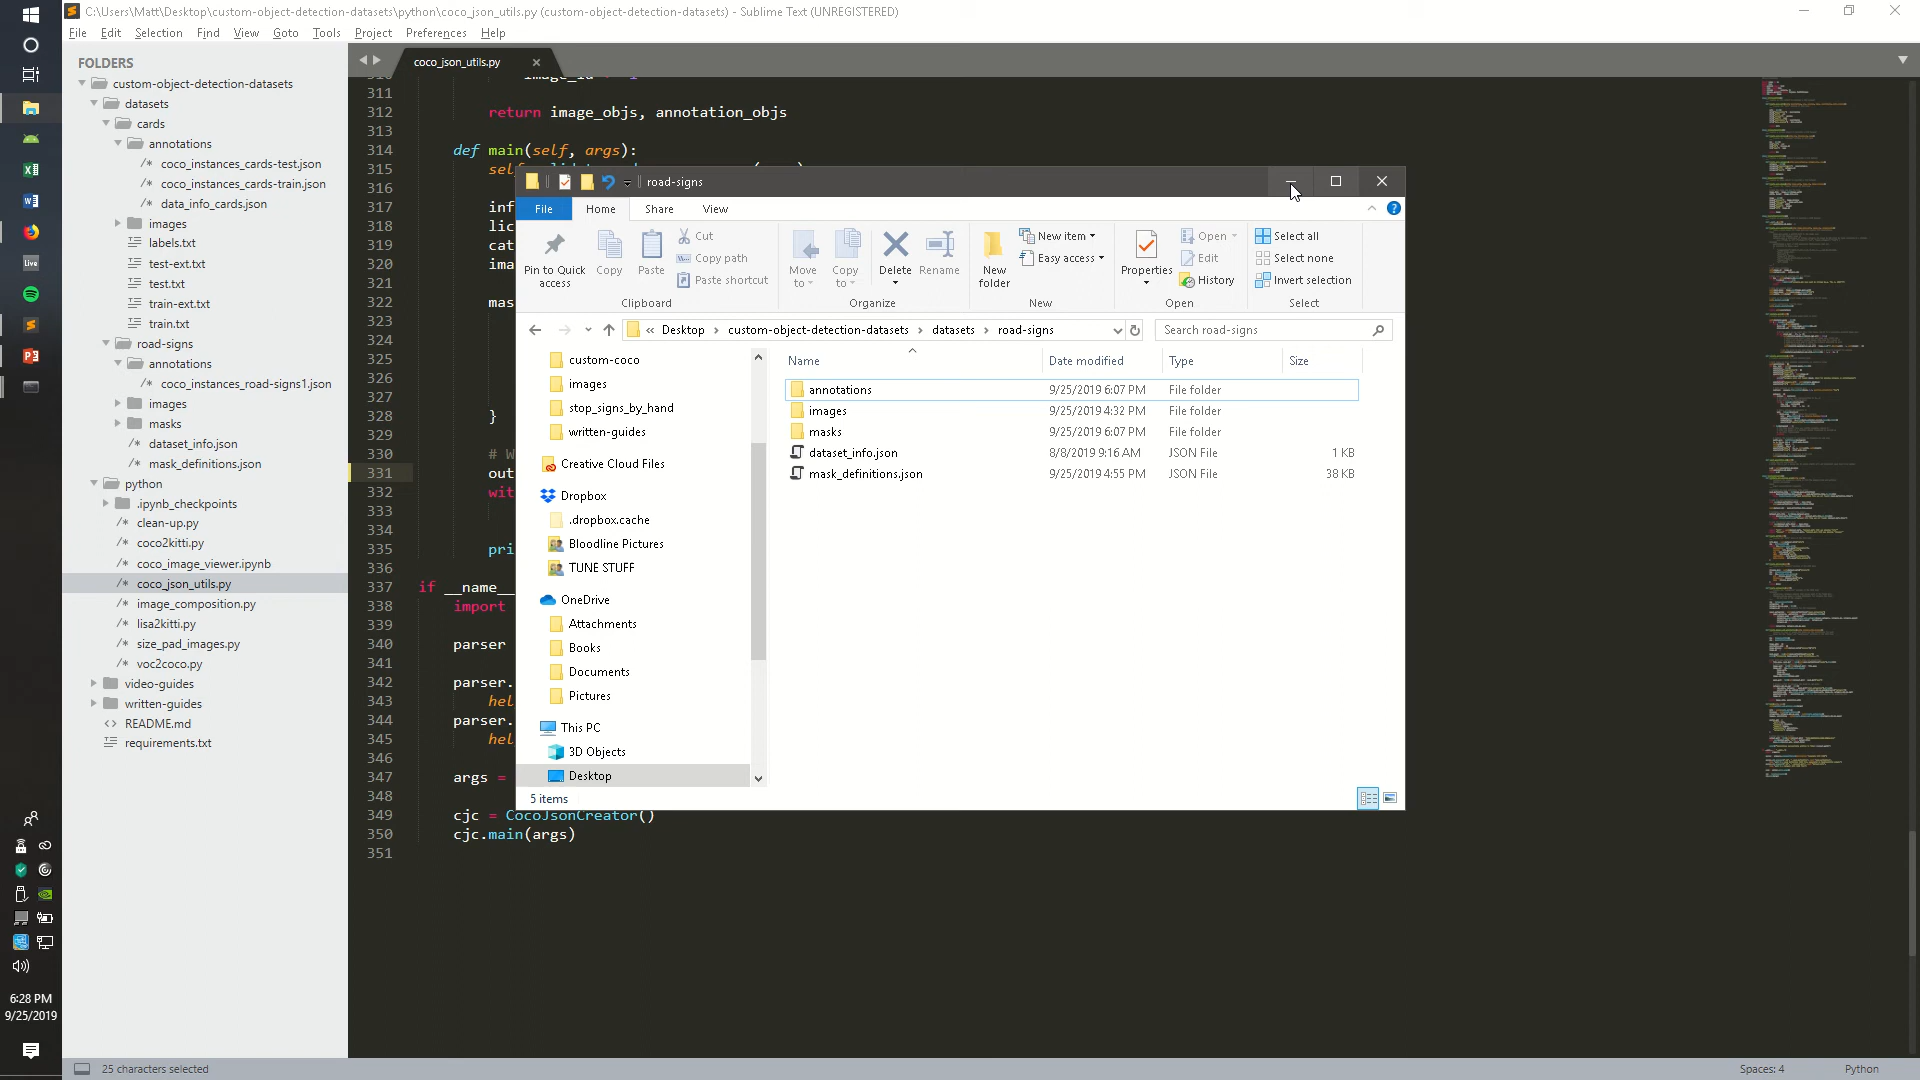 C:\Users\Matt\Desktop\custom-object-detection-datasets\python\coco_json_utils.py (custom-object-detection-datasets) - Sublime Text (UNREGISTERED)
File Edit Selection Find View Goto Tools Project Preferences Help
FOLDERS
custom-object-detection-datasets
datasets
cards
annotations
coco_instances_cards-test.json
coco_instances_cards-train.json
data_info_cards.json
images
labels.txt
test-ext.txt
test.txt
train-ext.txt
train.txt
road-signs
annotations
coco_instances_road-signs1.json
images
masks
dataset_info.json
mask_definitions.json
python
.ipynb_checkpoints
clean-up.py
coco2kitti.py
coco_image_viewer.ipynb
coco_json_utils.py
image_composition.py
lisa2kitti.py
size_pad_images.py
voc2coco.py
video-guides
written-guides
README.md
requirements.txt
coco_json_utils.py
311
312 return image_objs, annotation_objs
313
314 def main(self, args):
315
316
317 inf
318 lic
319 cat
320 ima
321
322 mas
323
324
325
326
327
328 }
329
330 # W
331 out
332 wit
333
334
335 pri
336
337 if __name__
338 import
339
340 parser
341
342 parser.
343 hel
344 parser.
345 hel
346
347 args =
348
349 cjc = CocoJsonCreator()
350 cjc.main(args)
351
road-signs
File Home Share View
Pin to Quick access
Copy
Paste
Cut
Copy path
Paste shortcut
Clipboard
Move to
Copy to
Delete
Rename
Organize
New folder
New item
Easy access
New
Properties
Open
Edit
History
Open
Select all
Select none
Invert selection
Select
« Desktop › custom-object-detection-datasets › datasets › road-signs
Search road-signs
custom-coco
images
stop_signs_by_hand
written-guides
Creative Cloud Files
Dropbox
.dropbox.cache
Bloodline Pictures
TUNE STUFF
OneDrive
Attachments
Books
Documents
Pictures
This PC
3D Objects
Desktop
Name Date modified Type Size
annotations 9/25/2019 6:07 PM File folder
images 9/25/2019 4:32 PM File folder
masks 9/25/2019 6:07 PM File folder
dataset_info.json 8/8/2019 9:16 AM JSON File 1 KB
mask_definitions.json 9/25/2019 4:55 PM JSON File 38 KB
5 items
Live
6:28 PM
9/25/2019
25 characters selected
Spaces: 4
Python